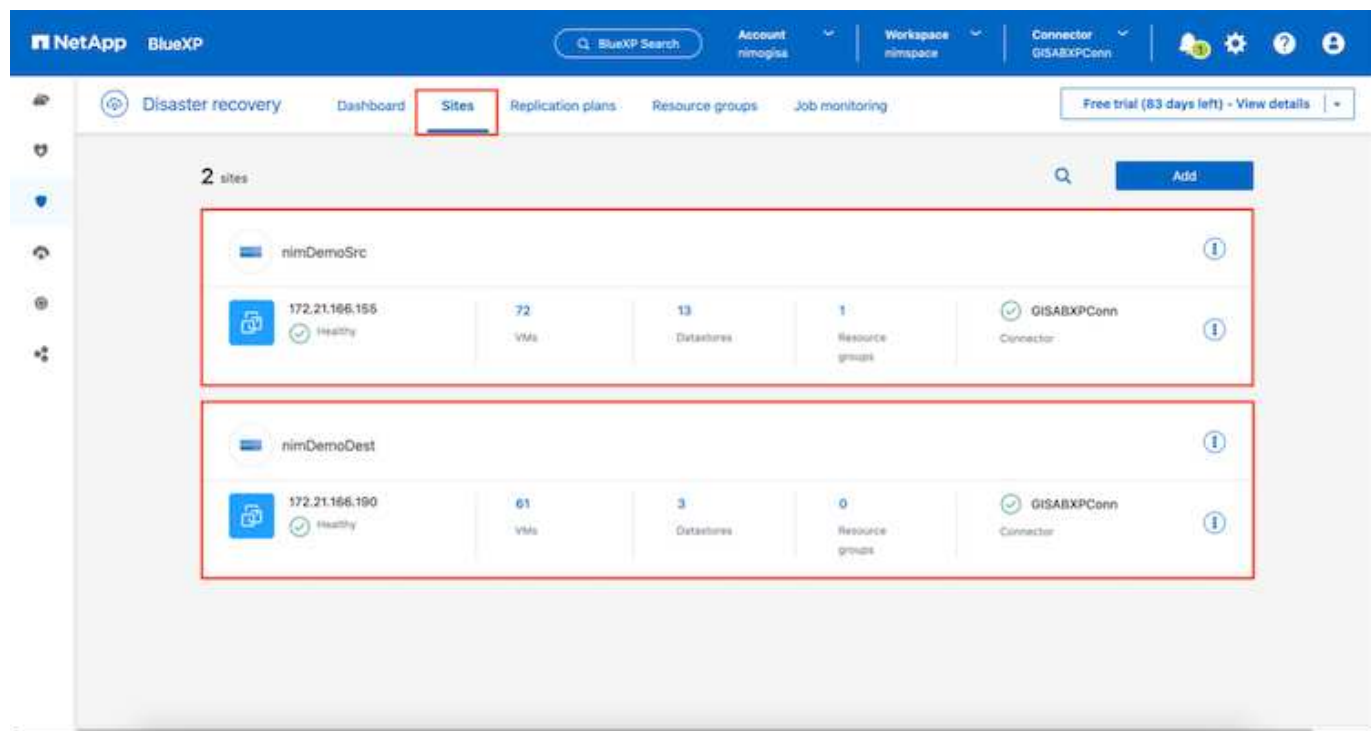 NetApp BlueXP BlueXP Search Account nimogisa Workspace nimspace Connector GISABXPConn 1
Disaster recovery Dashboard Sites Replication plans Resource groups Job monitoring Free trial (83 days left) - View details
2 sites Add
nimDemoSrc
172.21.166.155 72 13 1 GISABXPConn
Healthy VMs Datastores Resource groups Connector
nimDemoDest
172.21.166.190 61 3 0 GISABXPConn
Healthy VMs Datastores Resource groups Connector